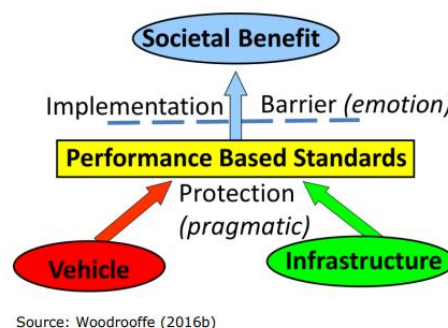 Societal Benefit
Implementation Barrier (emotion)
Performance Based Standards
Protection
(pragmatic)
Vehicle
Infrastructure
Source: Woodrooffe (2016b)